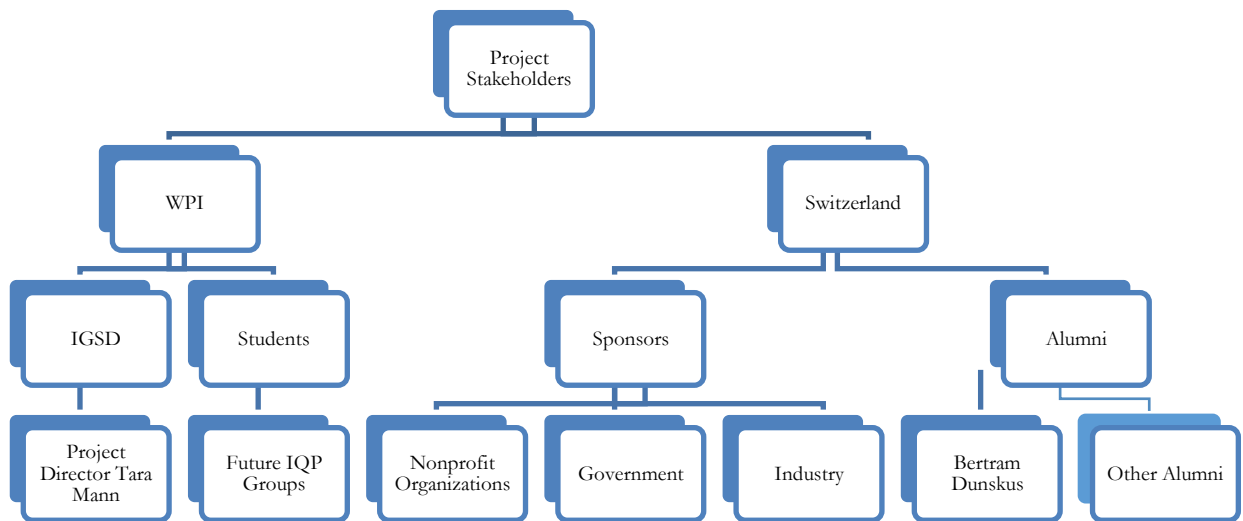 Project
Stakeholders
WPI
Switzerland
IGSD
Students
Sponsors
Alumni
Project
Director Tara
Mann
Future IQP
Groups
Nonprofit
Organizations
Government
Industry
Bertram
Dunskus
Other Alumni